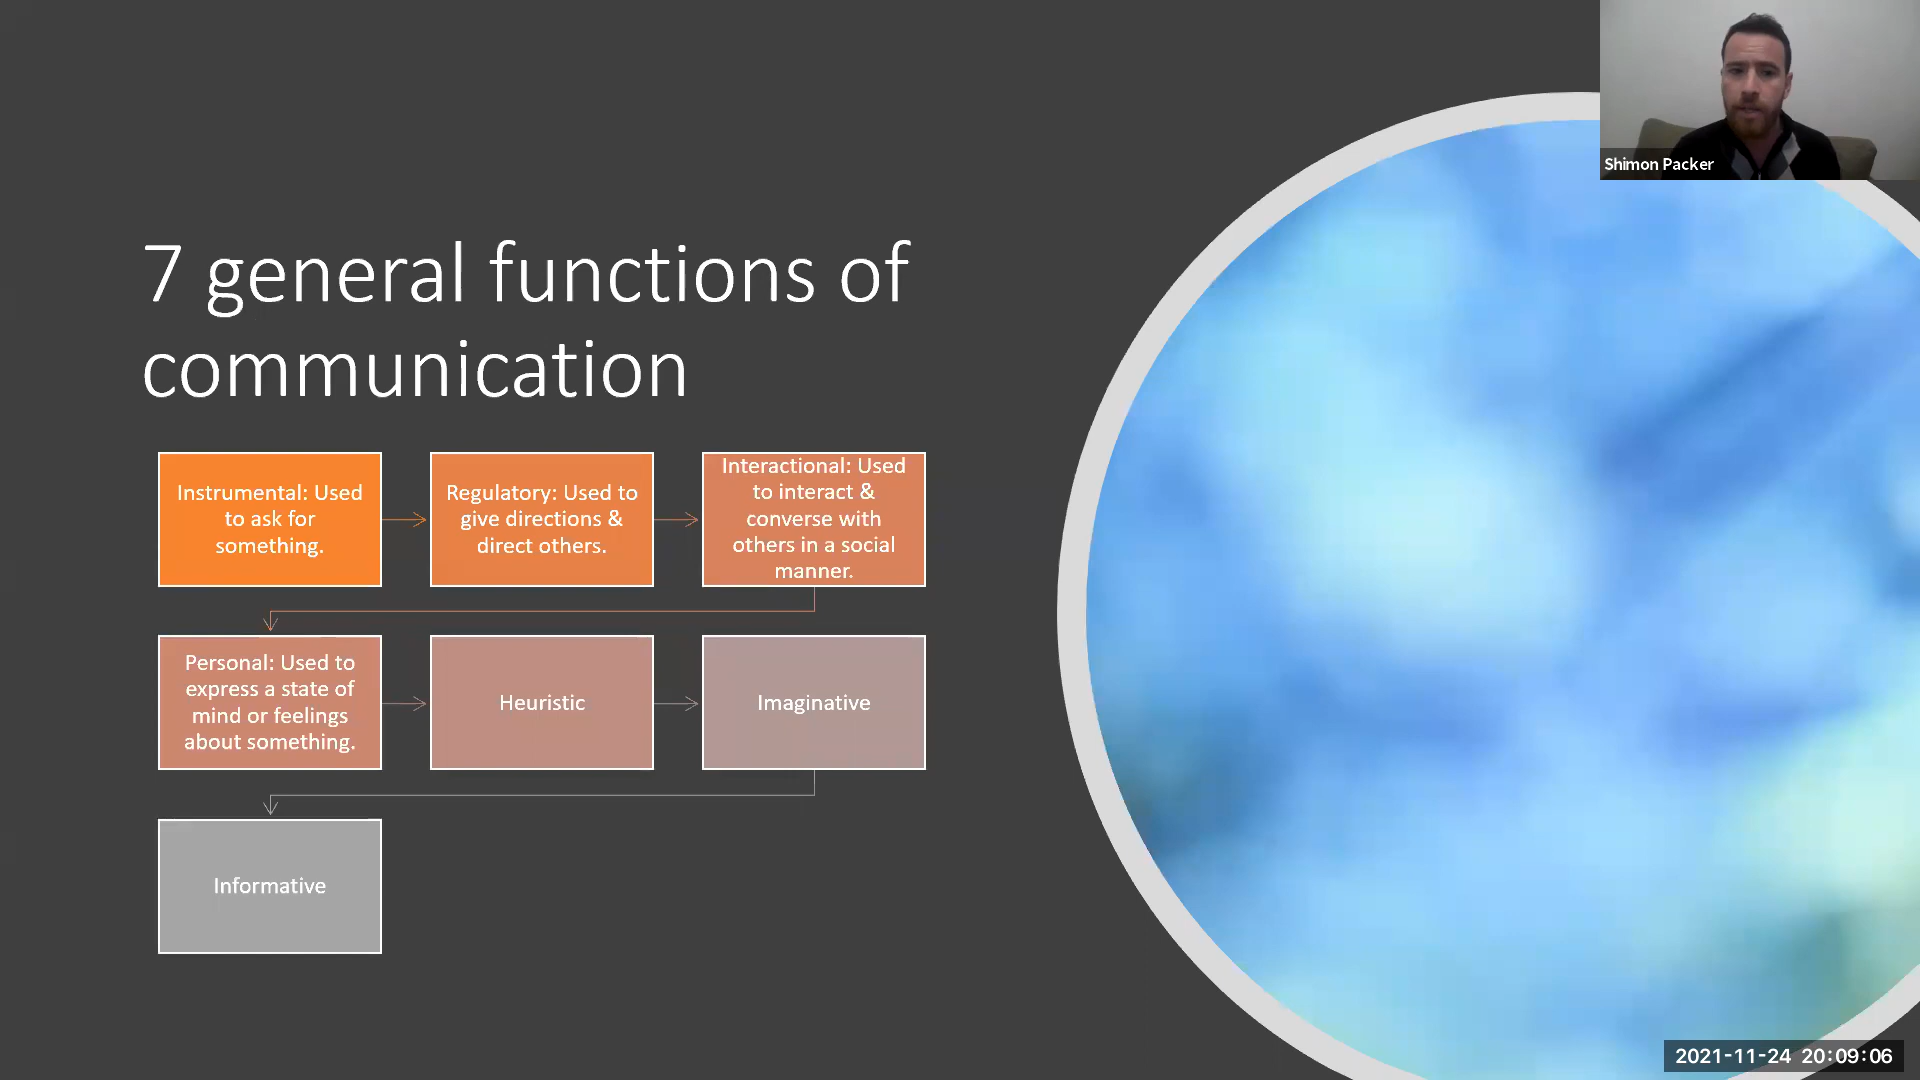 Shimon Packer
7 general functions of
communication
Instrumental: Used
to ask for
something.
Regulatory: Used to
give directions &
direct others.
Interactional: Used
to interact &
converse with
others in a social
manner.
Personal: Used to
express a state of
mind or feelings
about something.
Heuristic
Imaginative
Informative
2021-11-24 20:09:06